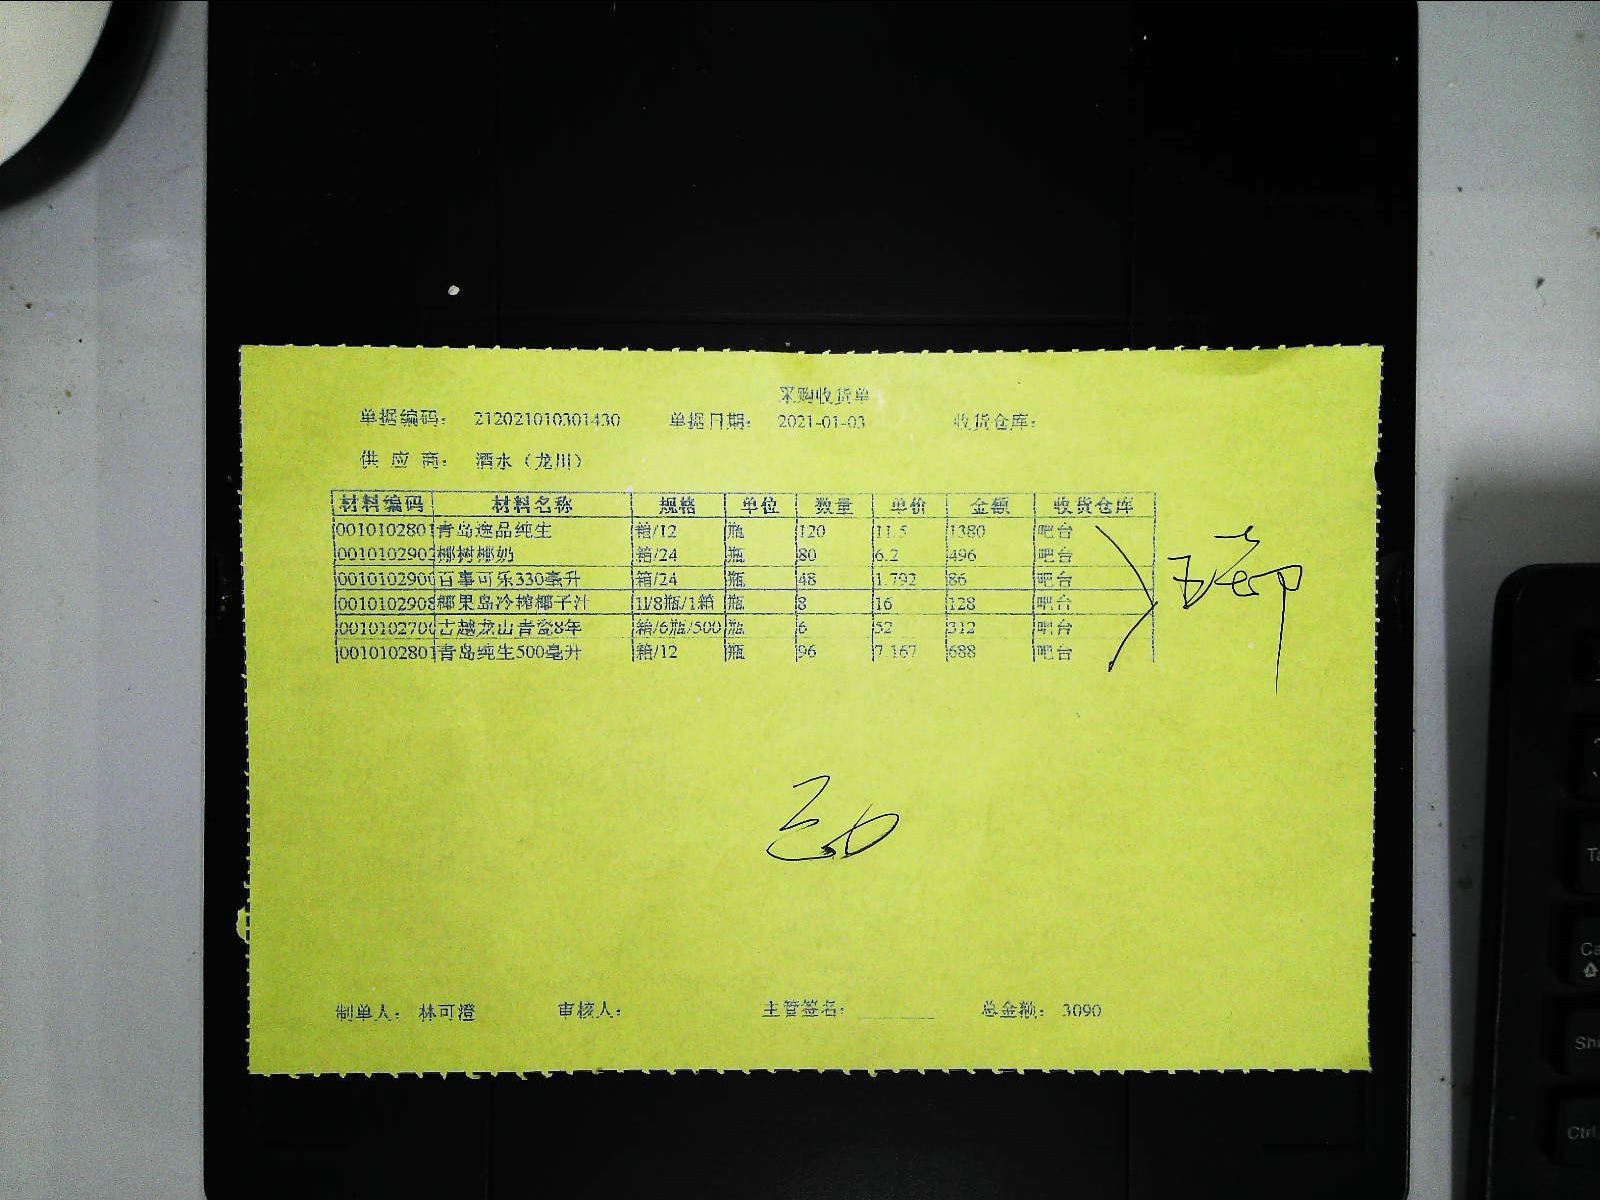 采购收货单
单据编码： 212021010301430 单据日期： 2021-01-03 收货仓库：
供 应 商： 酒水（龙川）
材料编码 材料名称 规格 单位 数量 单价 金额 收货仓库
0010102801 青岛逸品纯生 箱/12 瓶 120 11.5 1380 吧台
0010102902 椰树椰奶 箱/24 瓶 80 6.2 496 吧台
001010290 百事可乐330毫升 箱/24 瓶 48 1.792 86 吧台
0010102908 椰果岛冷榨椰子汁 1l/8瓶/1箱 瓶 8 16 128 吧台
001010270 古越龙山青瓷8年 箱/6瓶/500 瓶 6 52 312 吧台
0010102801 青岛纯生500毫升 箱/12 瓶 96 7.167 688 吧台
制单人： 林可澄 审核人： 主管签名： 总金额： 3090
Ctrl